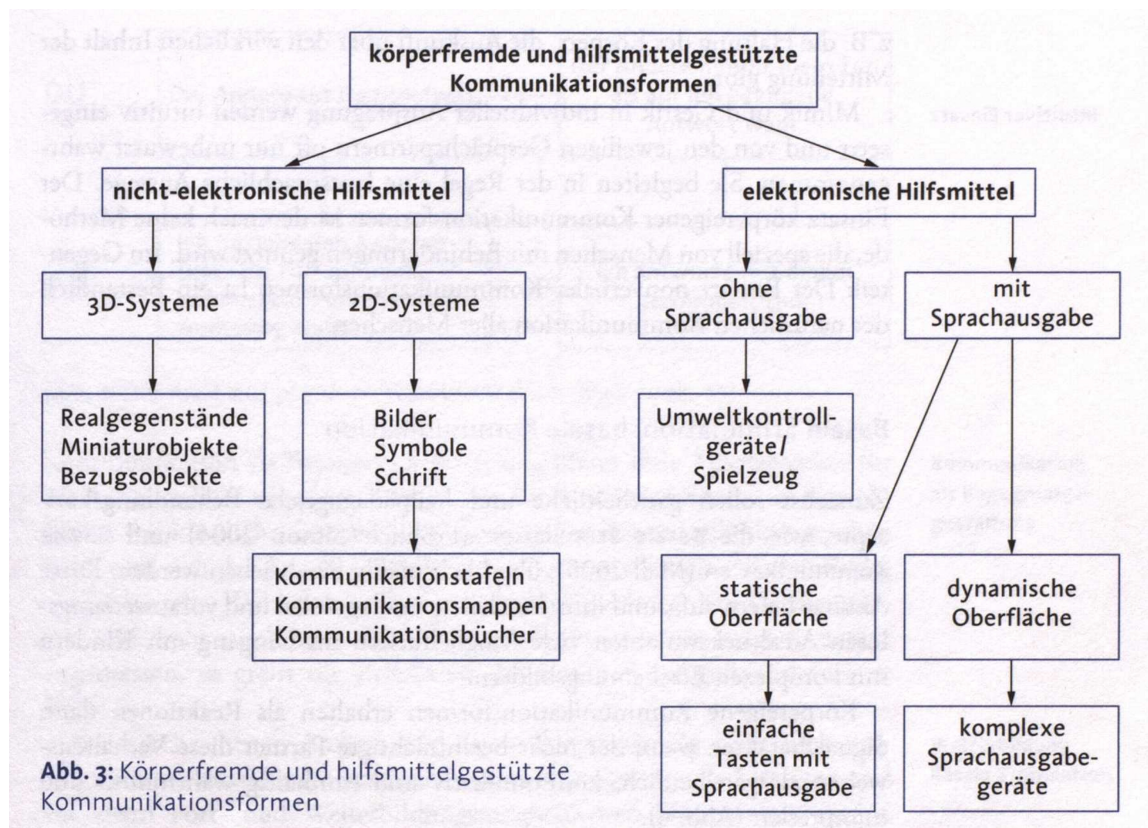 körperfremde und hilfsmittelgestützte
Kommunikationsformen
nicht-elektronische Hilfsmittel
elektronische Hilfsmittel
3D-Systeme
2D-Systeme
ohne
Sprachausgabe
mit
Sprachausgabe
Realgegenstände
Miniaturobjekte
Bezugsobjekte
Bilder
Symbole
Schrift
Umweltkontroll-
geräte/
Spielzeug
Kommunikationstafeln
Kommunikationsmappen
Kommunikationsbücher
statische
Oberfläche
dynamische
Oberfläche
einfache
Tasten mit
Sprachausgabe
komplexe
Sprachausgabe-
geräte
Abb. 3: Körperfremde und hilfsmittelgestützte
Kommunikationsformen